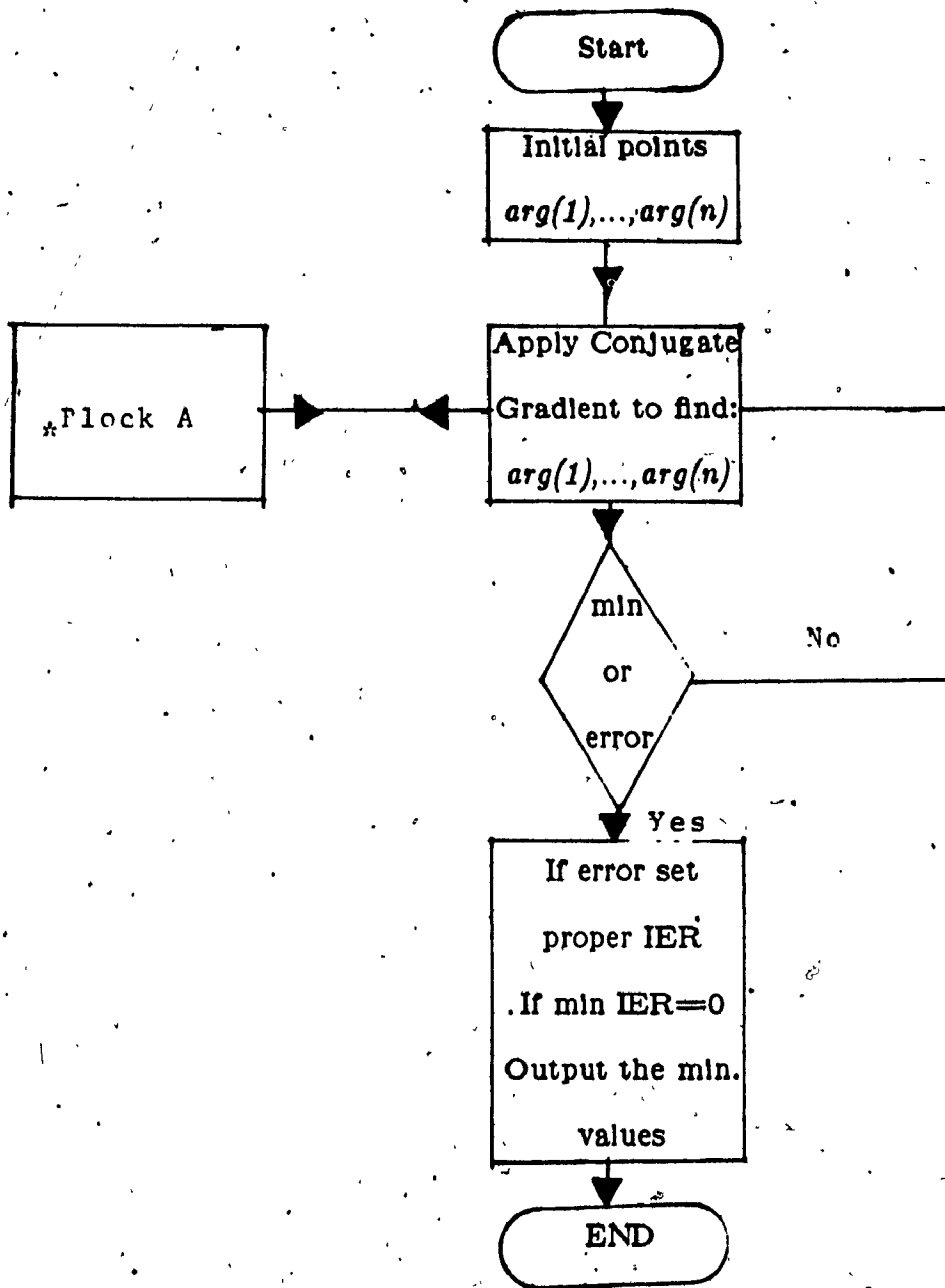 Start
Initial points
arg(1),...,arg(n)
Apply Conjugate
Gradient to find:
arg(1),...,arg(n)
*Flock A
min
or
error
No
Yes
If error set
proper IER
.If min IER=0
Output the min.
values
END